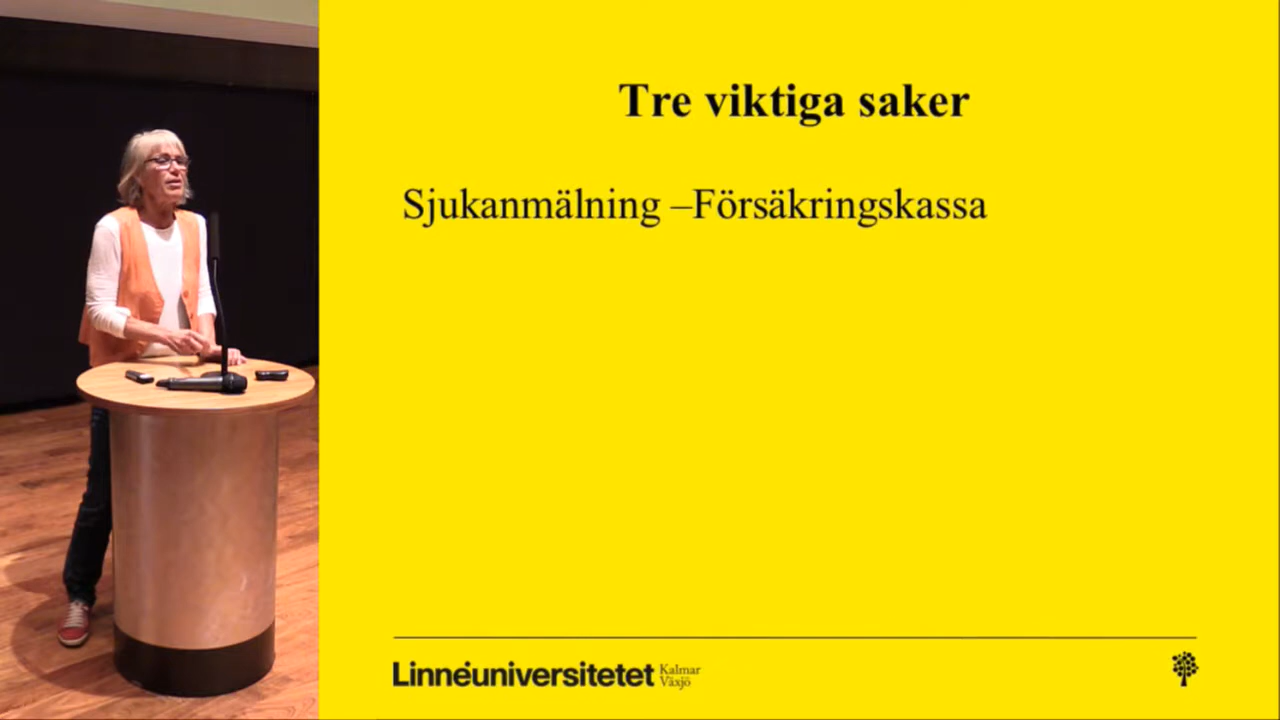 Tre viktiga saker
Sjukanmälning –Försäkringskassa
Linnéuniversitetet
Kalmar
Växjö